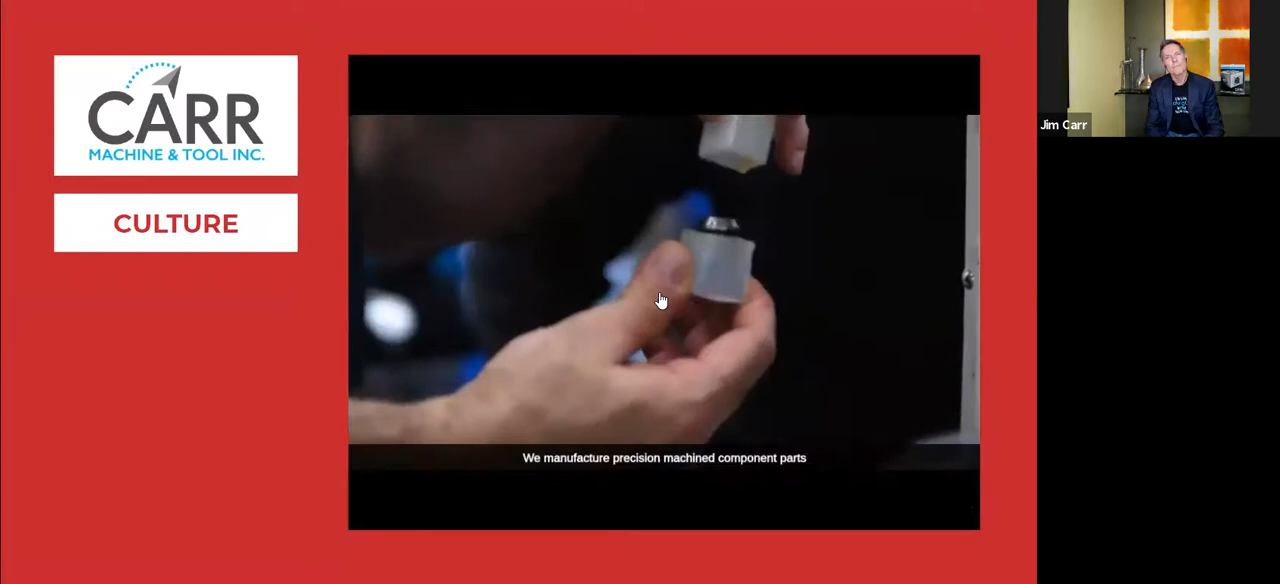 CARR
MACHINE & TOOL INC.
CULTURE
We manufacture precision machined component parts
Jim Carr